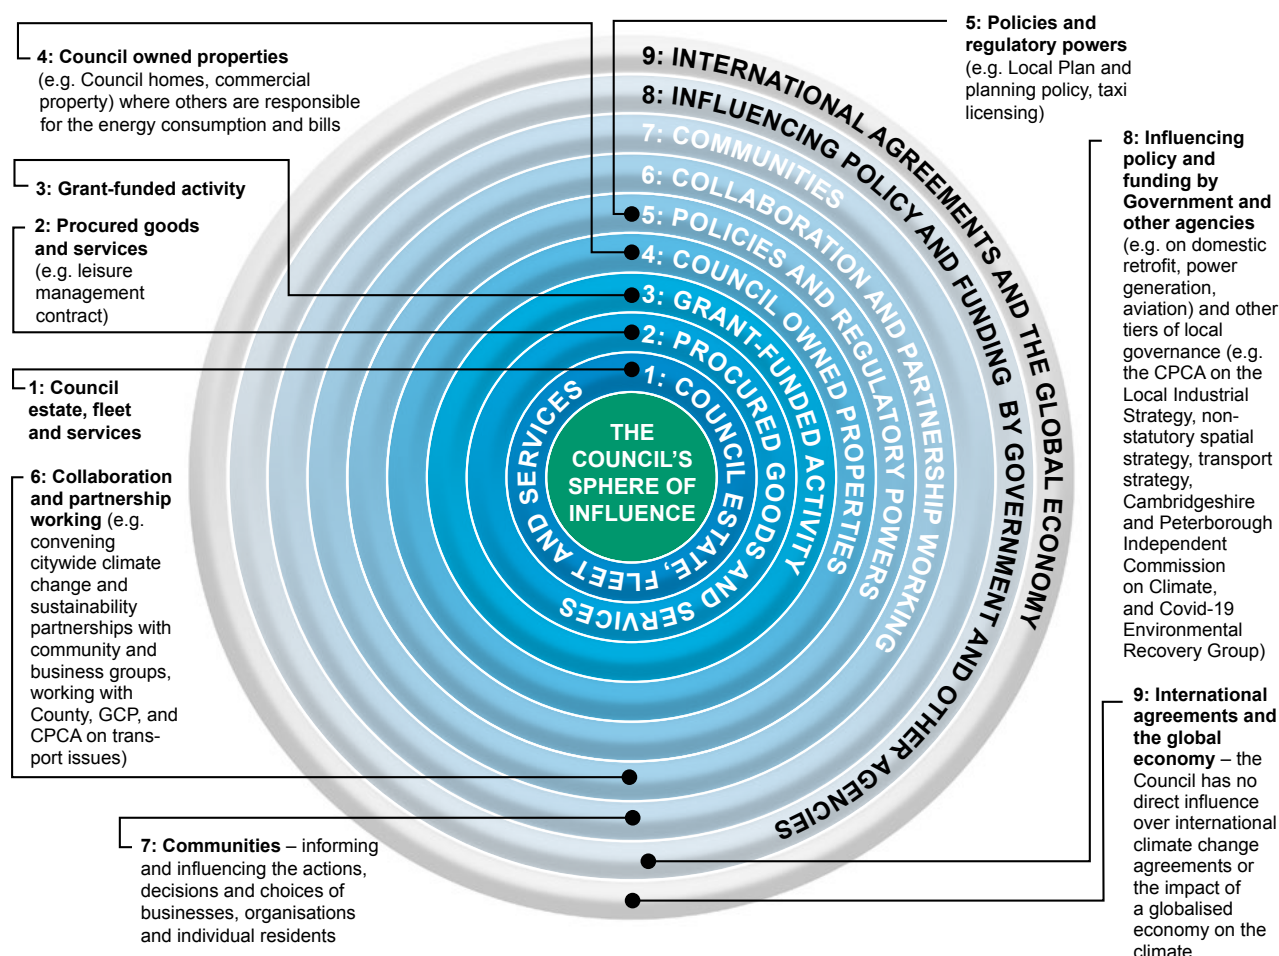 4: Council owned properties
(e.g. Council homes, commercial
property) where others are responsible
for the energy consumption and bills
3: Grant-funded activity
2: Procured goods
and services
(e.g. leisure
management
contract)
1: Council
estate, fleet
and services
6: Collaboration
and partnership
working (e.g.
convening
citywide climate
change and
sustainability
partnerships with
community and
business groups,
working with
County, GCP, and
CPCA on trans-
port issues)
7: Communities – informing
and influencing the actions,
decisions and choices of
businesses, organisations
and individual residents
9: INTERNATIONAL AGREEMENTS AND THE GLOBAL ECONOMY
8: INFLUENCING POLICY AND FUNDING BY GOVERNMENT AND OTHER AGENCIES
7: COMMUNITIES
6: COLLABORATION AND PARTNERSHIP WORKING
5: POLICIES AND REGULATORY POWERS
4: COUNCIL OWNED PROPERTIES
3: GRANT-FUNDED ACTIVITY
2: PROCURED GOODS AND SERVICES
1: COUNCIL ESTATE, FLEET AND SERVICES
THE
COUNCIL'S
SPHERE OF
INFLUENCE
5: Policies and
regulatory powers
(e.g. Local Plan and
planning policy, taxi
licensing)
8: Influencing
policy and
funding by
Government and
other agencies
(e.g. on domestic
retrofit, power
generation,
aviation) and other
tiers of local
governance (e.g.
the CPCA on the
Local Industrial
Strategy, non-
statutory spatial
strategy, transport
strategy,
Cambridgeshire
and Peterborough
Independent
Commission
on Climate,
and Covid-19
Environmental
Recovery Group)
9: International
agreements and
the global
economy – the
Council has no
direct influence
over international
climate change
agreements or
the impact of
a globalised
economy on the
climate